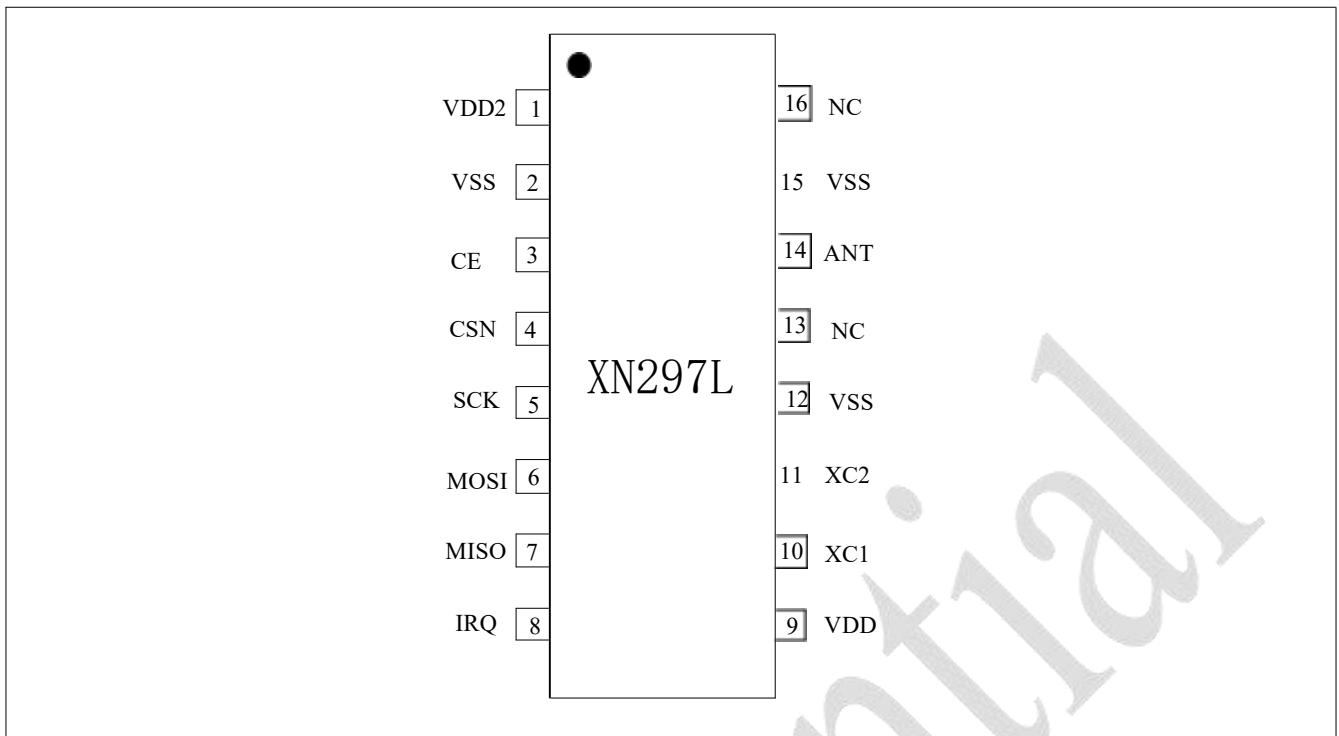 VDD2 1 16 NC
VSS 2 15 VSS
CE 3 14 ANT
CSN 4 13 NC
XN297L
SCK 5 12 VSS
MOSI 6 11 XC2
MISO 7 10 XC1
IRQ 8 9 VDD
ntial